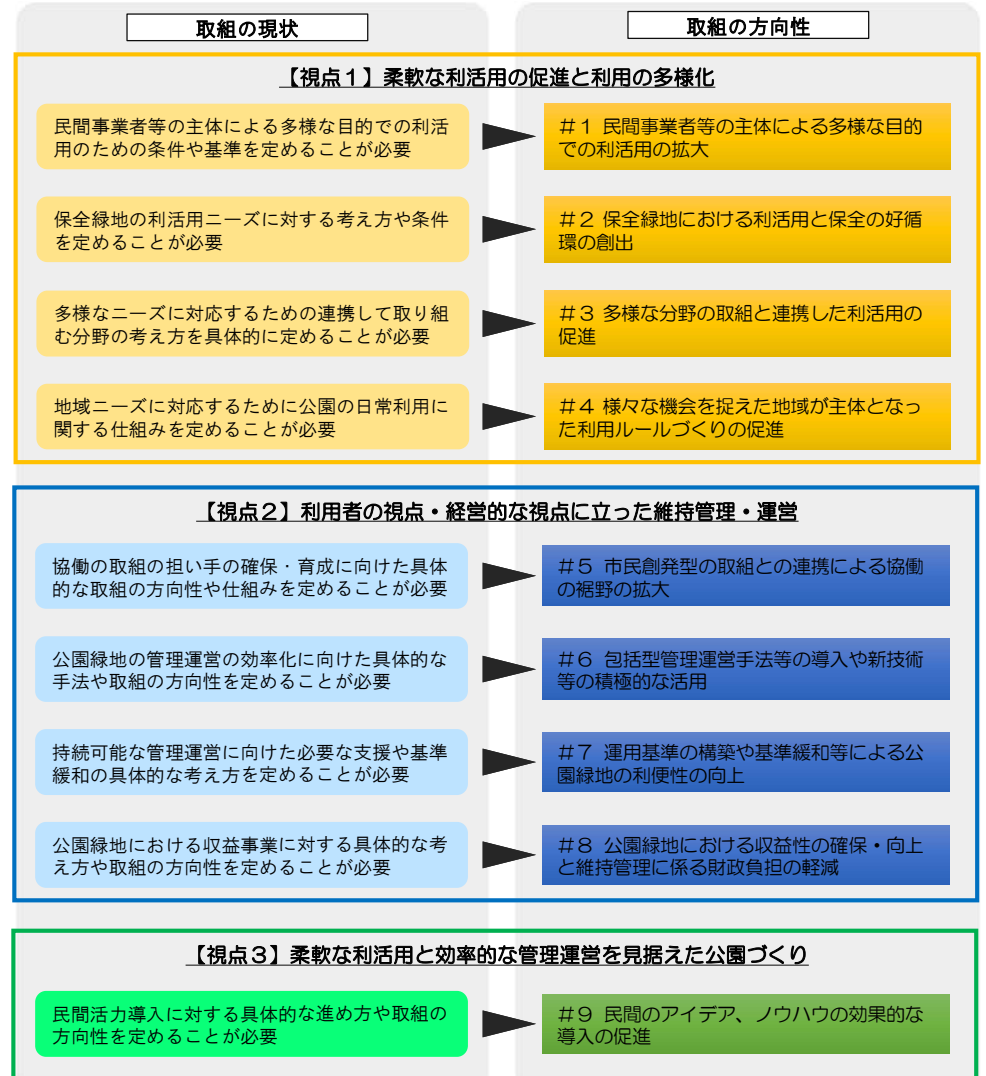 取組の現状
取組の方向性
【視点１】柔軟な利活用の促進と利用の多様化
民間事業者等の主体による多様な目的での利活
用のための条件や基準を定めることが必要
＃１ 民間事業者等の主体による多様な目的
での利活用の拡大
保全緑地の利活用ニーズに対する考え方や条件
を定めることが必要
＃２ 保全緑地における利活用と保全の好循
環の創出
多様なニーズに対応するための連携して取り組
む分野の考え方を具体的に定めることが必要
＃３ 多様な分野の取組と連携した利活用の
促進
地域ニーズに対応するために公園の日常利用に
関する仕組みを定めることが必要
＃４ 様々な機会を捉えた地域が主体となっ
た利用ルールづくりの促進
【視点２】利用者の視点・経営的な視点に立った維持管理・運営
協働の取組の担い手の確保・育成に向けた具体
的な取組の方向性や仕組みを定めることが必要
＃５ 市民創発型の取組との連携による協働
の裾野の拡大
公園緑地の管理運営の効率化に向けた具体的な
手法や取組の方向性を定めることが必要
＃６ 包括型管理運営手法等の導入や新技術
等の積極的な活用
持続可能な管理運営に向けた必要な支援や基準
緩和の具体的な考え方を定めることが必要
＃７ 運用基準の構築や基準緩和等による公
園緑地の利便性の向上
公園緑地における収益事業に対する具体的な考
え方や取組の方向性を定めることが必要
＃８ 公園緑地における収益性の確保・向上
と維持管理に係る財政負担の軽減
【視点３】柔軟な利活用と効率的な管理運営を見据えた公園づくり
民間活力導入に対する具体的な進め方や取組の
方向性を定めることが必要
＃９ 民間のアイデア、ノウハウの効果的な
導入の促進